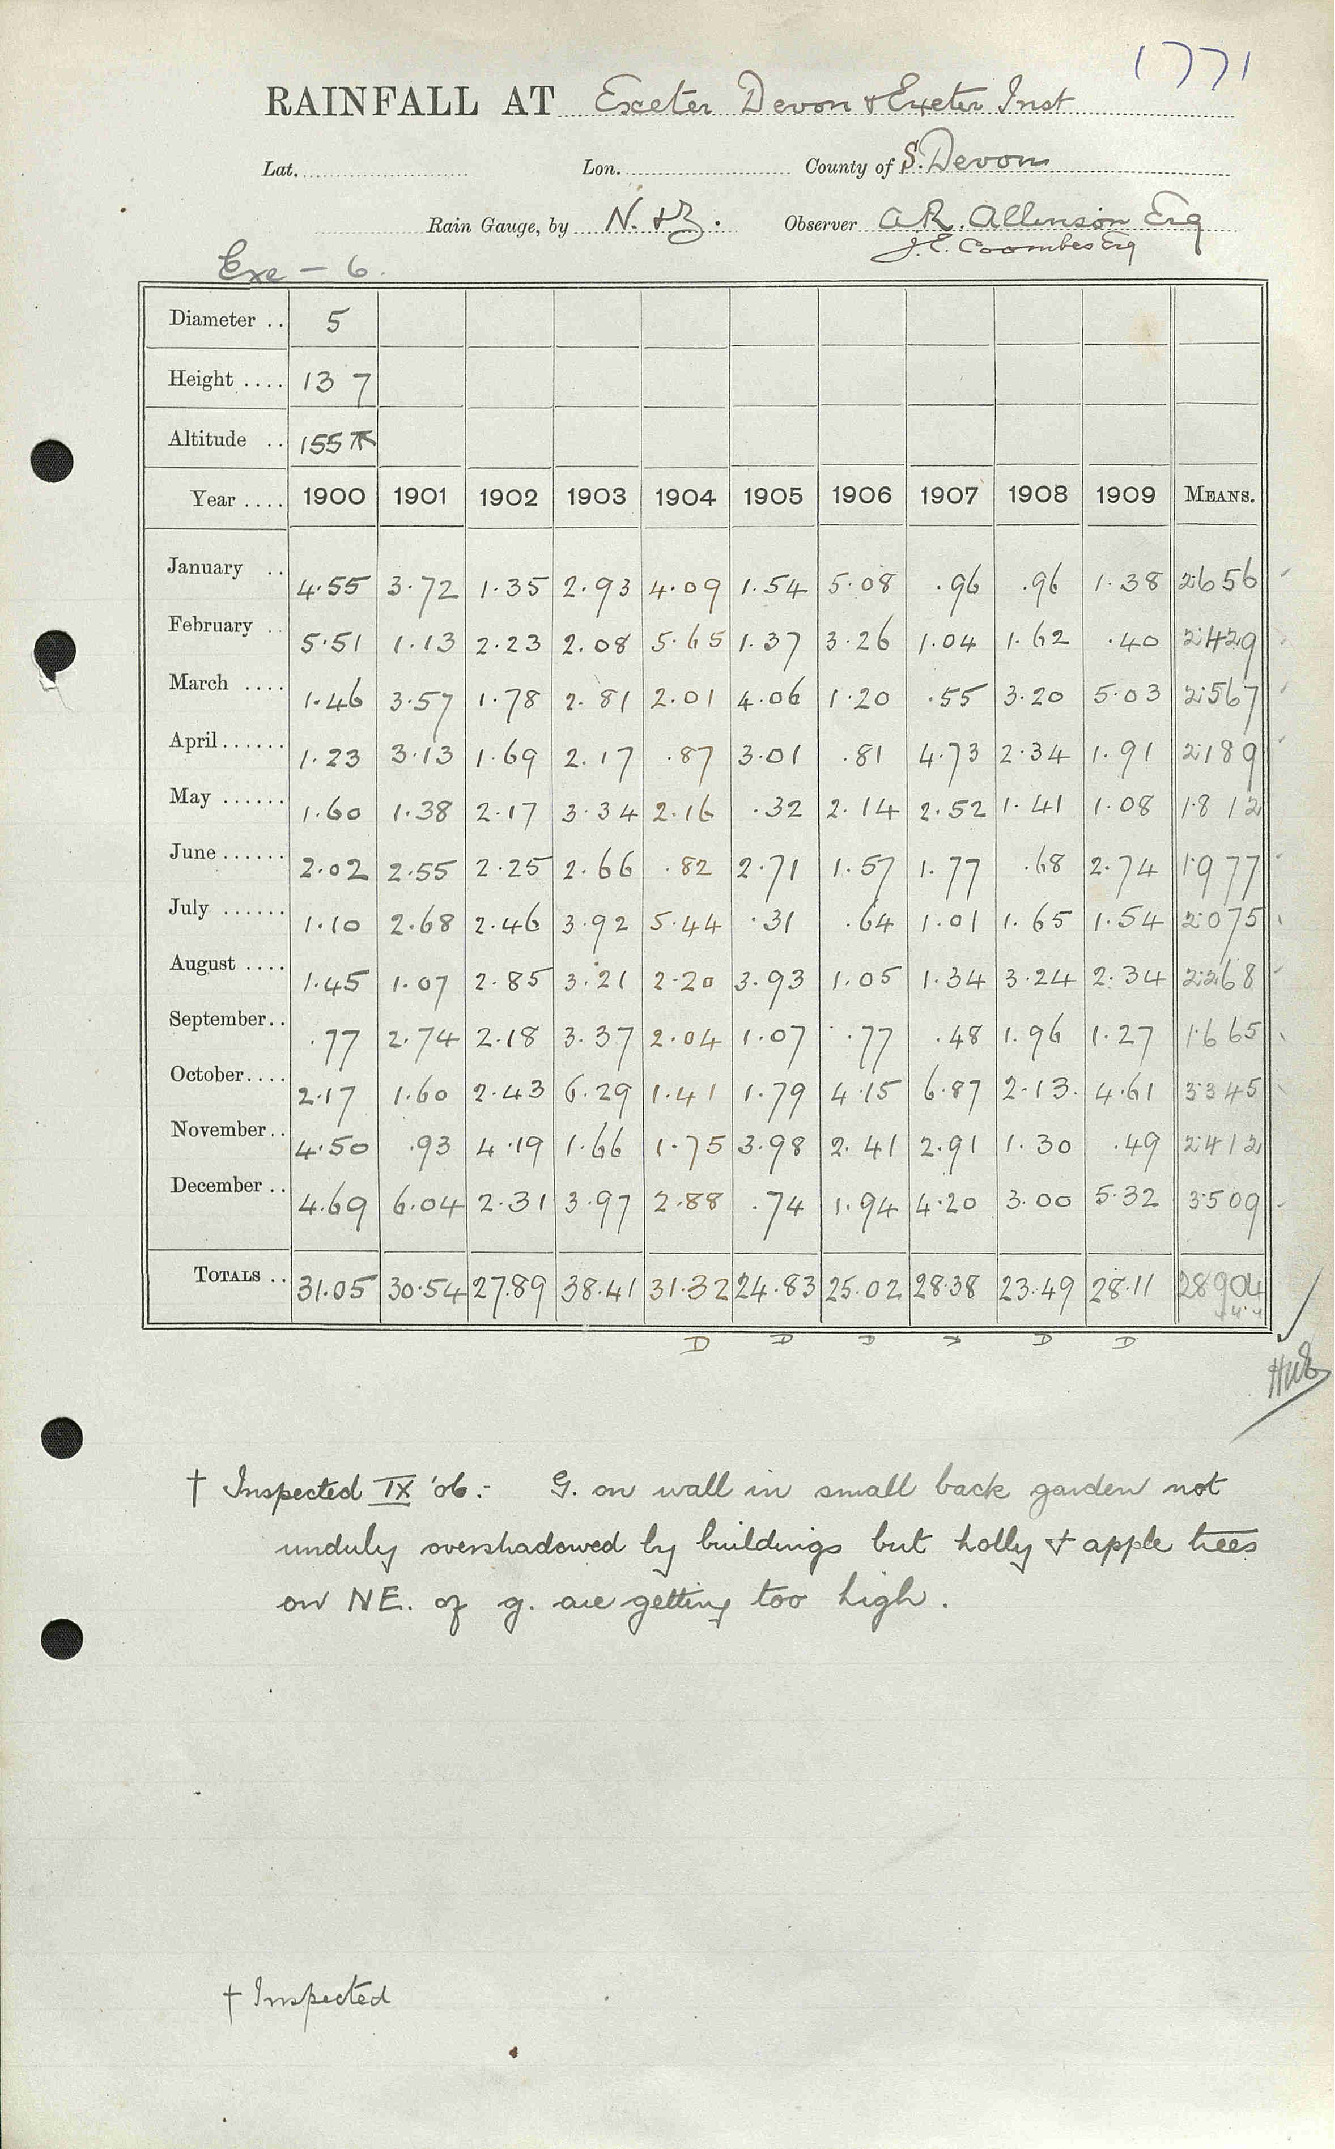 1771
RAINFALL AT Exeter Devon & Exeter Inst
Lat. Lon. County of S. Devon
Rain Gauge, by N. & Z. Observer A.R. Allinson Esq
J.E. Coombes Esq
Exe - 6.
Diameter .. 5
Height .... 13 7
Altitude .. 155
Year .... 1900 1901 1902 1903 1904 1905 1906 1907 1908 1909 MEANS.
January .. 4.55 3.72 1.35 2.93 4.09 1.54 5.08 .96 .96 1.38 2.656
February .. 5.51 1.13 2.23 2.08 5.65 1.37 3.26 1.04 1.62 .40 2.429
March .... 1.46 3.57 1.78 2.81 2.01 4.06 1.20 .55 3.20 5.03 2.567
April...... 1.23 3.13 1.69 2.17 .87 3.01 .81 4.73 2.34 1.91 2.189
May ...... 1.60 1.38 2.17 3.34 2.16 .32 2.14 2.52 1.41 1.08 1.812
June...... 2.02 2.55 2.25 2.66 .82 2.71 1.57 1.77 .68 2.74 1.977
July ...... 1.10 2.68 2.46 3.92 5.44 .31 .64 1.01 1.65 1.54 2.075
August .... 1.45 1.07 2.85 3.21 2.20 3.93 1.05 1.34 3.24 2.34 2.268
September.. .77 2.74 2.18 3.37 2.04 1.07 .77 .48 1.96 1.27 1.665
October.... 2.17 1.60 2.43 6.29 1.41 1.79 4.15 6.87 2.13. 4.61 3.345
November.. 4.50 .93 4.19 1.66 1.75 3.98 2.41 2.91 1.30 .49 2.412
December .. 4.69 6.04 2.31 3.97 2.88 .74 1.94 4.20 3.00 5.32 3.509
TOTALS .. 31.05 30.54 27.89 38.41 31.32 24.83 25.02 28.38 23.49 28.11 28.904
D D D D D D
† Inspected IX '06:- G. on wall in small back garden not
unduly overshadowed by buildings but holly & apple trees
on NE. of g. are getting too high.
† Inspected